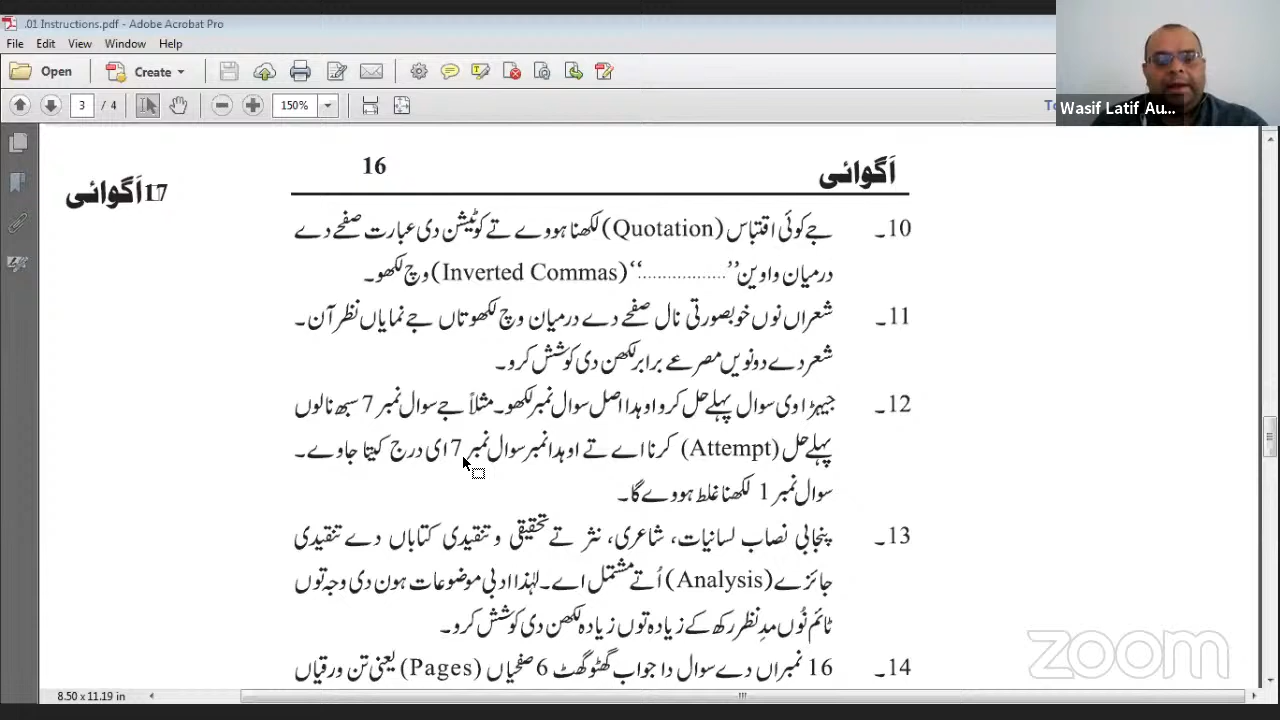 .01 Instructions.pdf - Adobe Acrobat Pro
File Edit View Window Help
Open Create
3 / 4 150% To
Wasif Latif Au...
اَگوائی 16
اَگوائی 17
10۔ جے کوئی اقتباس (Quotation) لکھنا ہووے تے کوٹیشن دی عبارت صفحے دے
درمیان واوین ’’.................‘‘ (Inverted Commas) وچ لکھو۔
11۔ شعراں نوں خوبصورتی نال صفحے دے درمیان وچ لکھو تاں جے نمایاں نظر آن۔
شعر دے دونویں مصرعے برابر لکھن دی کوشش کرو۔
12۔ جیہڑا وی سوال پہلے حل کرو اوہدا اصل سوال نمبر لکھو۔ مثلاً جے سوال نمبر 7 سبھ نالوں
پہلے حل (Attempt) کرنا اے تے اوہدا نمبر سوال نمبر 7 ای درج کیتا جاوے۔
سوال نمبر 1 لکھنا غلط ہووے گا۔
13۔ پنجابی نصاب لسانیات، شاعری، نثر تے تحقیقی و تنقیدی کتاباں دے تنقیدی
جائزے (Analysis) اُتے مشتمل اے۔ لہٰذا ادبی موضوعات ہون دی وجہ توں
ٹائم نُوں مدِ نظر رکھ کے زیادہ توں زیادہ لکھن دی کوشش کرو۔
14۔ 16 نمبراں دے سوال دا جواب گھٹو گھٹ 6 صفحیاں (Pages) یعنی تن ورقیاں
zoom
8.50 x 11.19 in